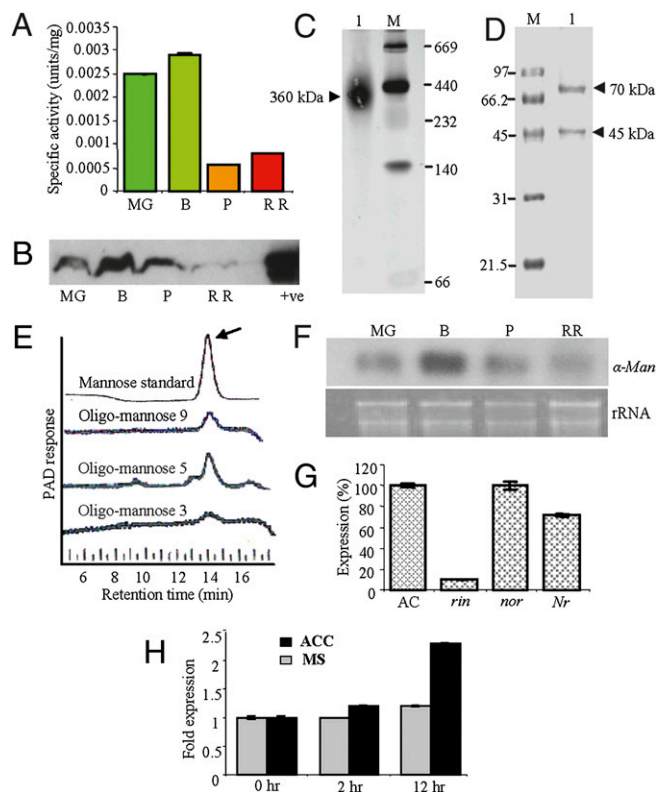 A
Specific activity (units/mg)
0.0035
0.003
0.0025
0.002
0.0015
0.001
0.0005
0
MG B P R R
B
MG B P R R +ve
C
1 M
360 kDa
669
440
232
140
66
D
M 1
97
66.2
45
31
21.5
70 kDa
45 kDa
E
PAD response
Mannose standard
Oligo-mannose 9
Oligo-mannose 5
Oligo-mannose 3
6 8 10 12 14 16
Retention time (min)
F
MG B P RR
α-Man
rRNA
G
Expression (%)
120
100
80
60
40
20
0
AC rin nor Nr
H
Fold expression
2.5
2
1.5
1
0.5
0
ACC
MS
0 hr 2 hr 12 hr